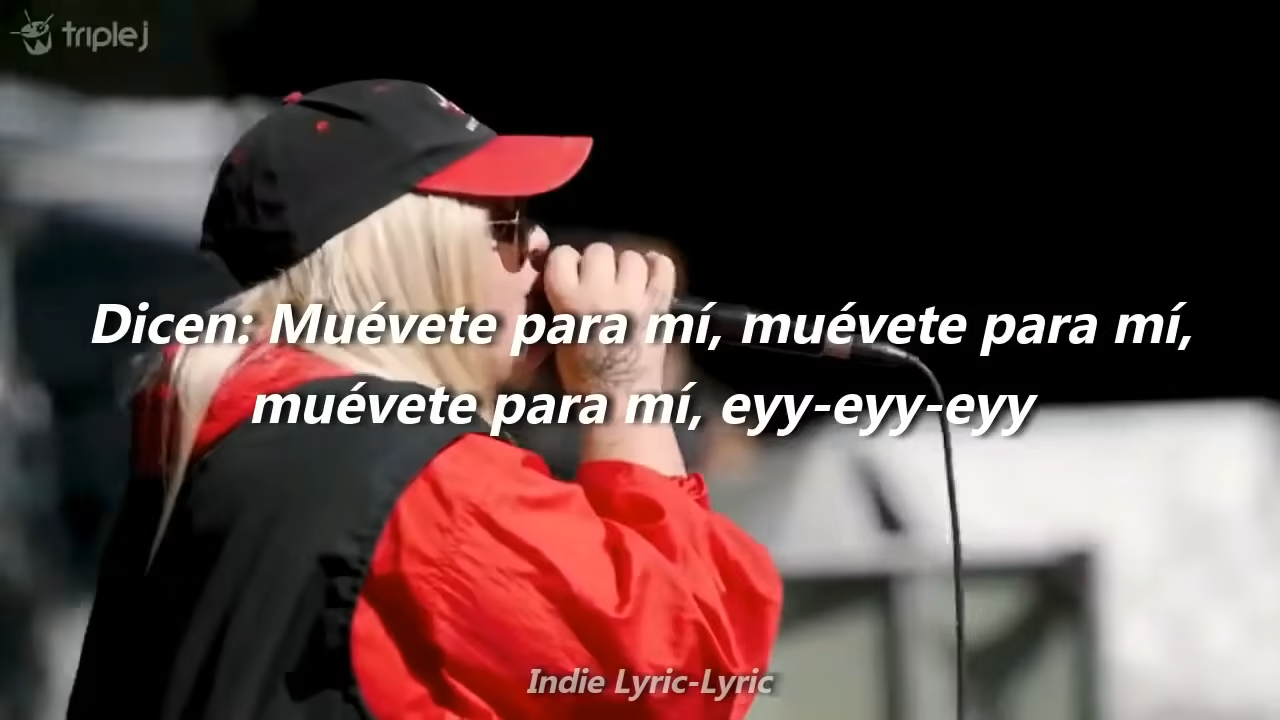 triple j
Dicen: Muévete para mí, muévete para mí,
muévete para mí, eyy-eyy-eyy
Indie Lyric-Lyric